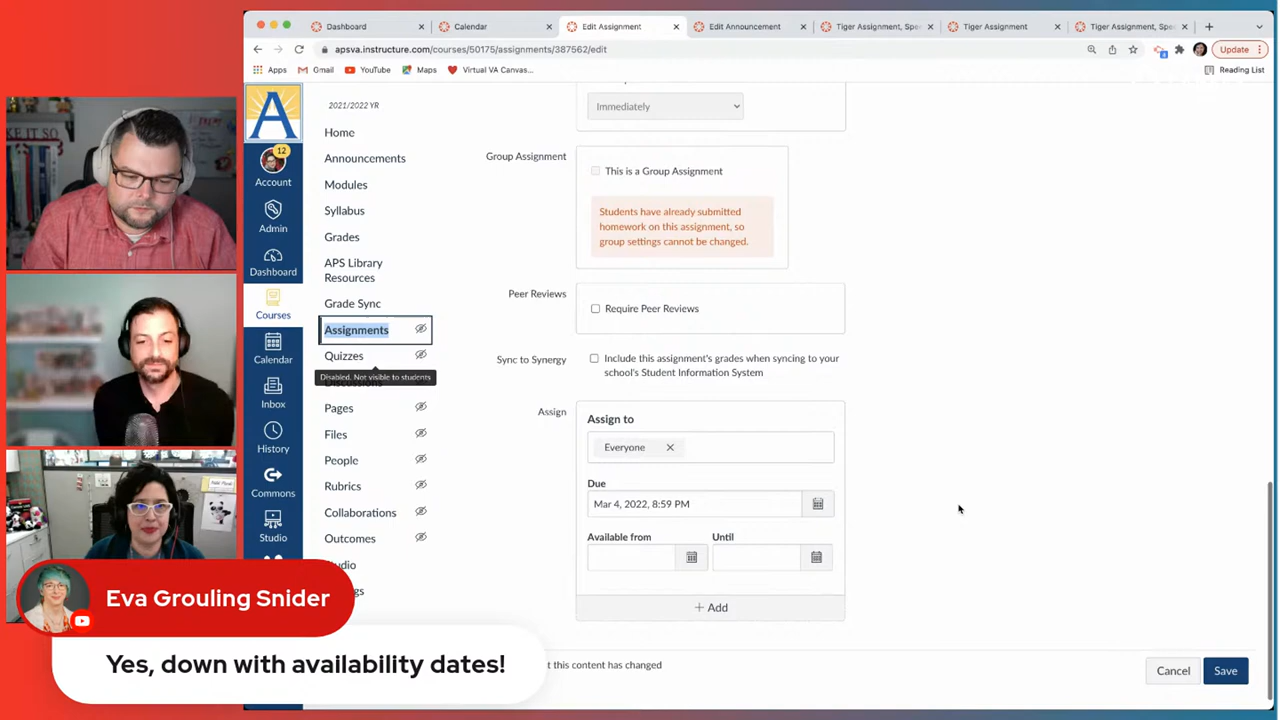 Dashboard
Calendar
Edit Assignment
Edit Announcement
Tiger Assignment, Spe
Tiger Assignment
Tiger Assignment, Spe
apsva.instructure.com/courses/50175/assignments/387562/edit
Update
Apps
Gmail
YouTube
Maps
Virtual VA Canvas...
Reading List
2021/2022 YR
Home
Announcements
Modules
Syllabus
Grades
APS Library
Resources
Grade Sync
Assignments
Quizzes
Disabled. Not visible to students
Pages
Files
People
Rubrics
Collaborations
Outcomes
A
12
Account
Admin
Dashboard
Courses
Calendar
Inbox
History
Commons
Studio
Immediately
Group Assignment
This is a Group Assignment
Students have already submitted
homework on this assignment, so
group settings cannot be changed.
Peer Reviews
Require Peer Reviews
Sync to Synergy
Include this assignment's grades when syncing to your
school's Student Information System
Assign
Assign to
Everyone
Due
Mar 4, 2022, 8:59 PM
Available from
Until
+ Add
t this content has changed
Cancel
Save
Eva Grouling Snider
Yes, down with availability dates!